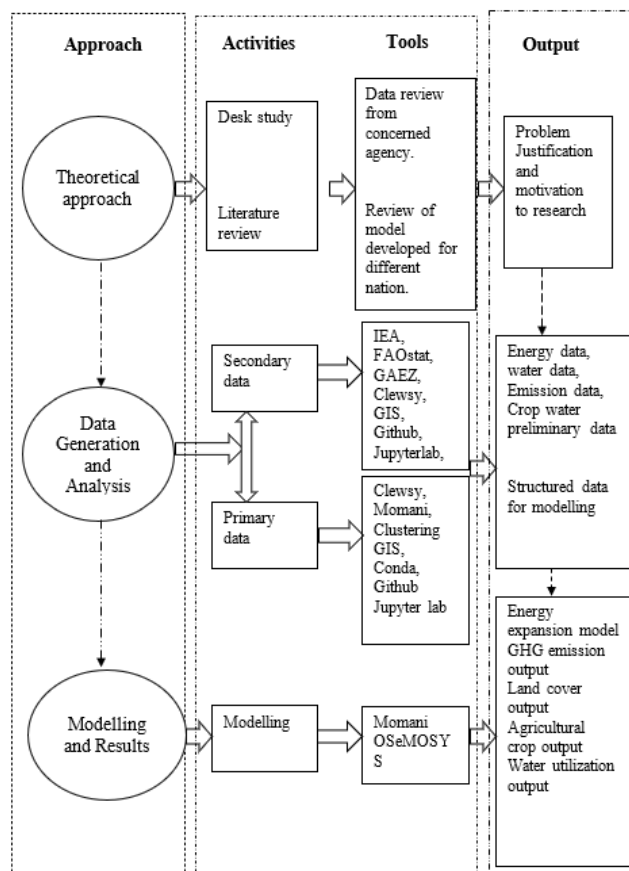 Approach
Activities
Tools
Output
Theoretical
approach
Desk study
Literature
review
Data review
from
concerned
agency.
Review of
model
developed for
different
nation.
Problem
Justification
and
motivation
to research
Data
Generation
and
Analysis
Secondary
data
Primary
data
IEA,
FAOstat,
GAEZ,
Clewsy,
GIS,
Github,
Jupyterlab,
Clewsy,
Momani,
Clustering
GIS,
Conda,
Github
Jupyter lab
Energy data,
water data,
Emission data,
Crop water
preliminary data
Structured data
for modelling
Modelling
and Results
Modelling
Momani
OSeMOSY
S
Energy
expansion model
GHG emission
output
Land cover
output
Agricultural
crop output
Water utilization
output